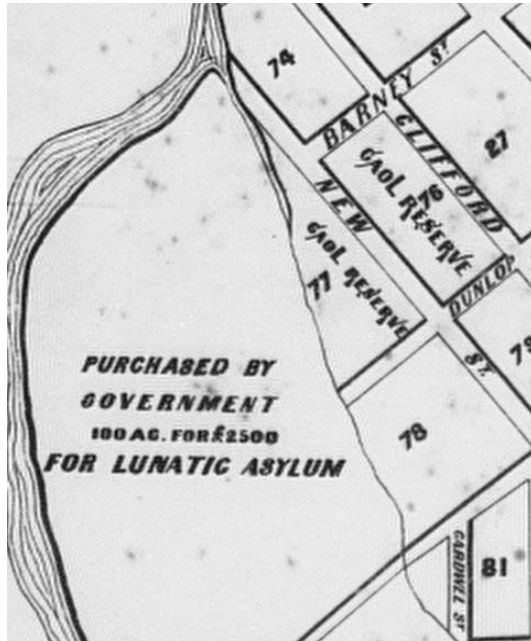 74
BARNEY ST
CLIFFORD
27
GAOL RESERVE
76
NEW
GAOL RESERVE
77
DUNLOP
ST.
78
PURCHASED BY
GOVERNMENT
100 AC. FOR £2500
FOR LUNATIC ASYLUM
CARDWELL ST
81